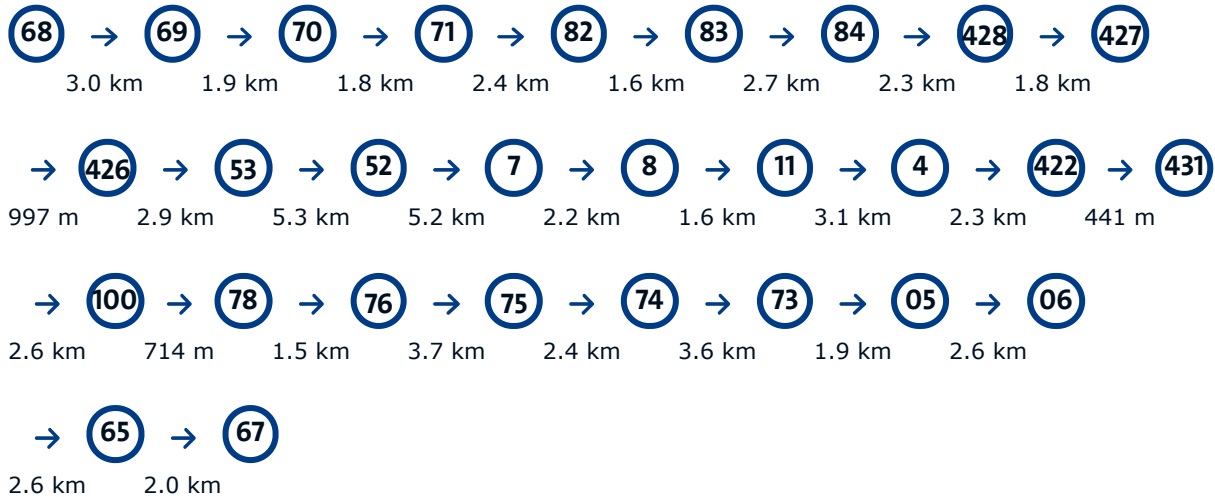 68 → 69 → 70 → 71 → 82 → 83 → 84 → 428 → 427
3.0 km 1.9 km 1.8 km 2.4 km 1.6 km 2.7 km 2.3 km 1.8 km
→ 426 → 53 → 52 → 7 → 8 → 11 → 4 → 422 → 431
997 m 2.9 km 5.3 km 5.2 km 2.2 km 1.6 km 3.1 km 2.3 km 441 m
→ 100 → 78 → 76 → 75 → 74 → 73 → 05 → 06
2.6 km 714 m 1.5 km 3.7 km 2.4 km 3.6 km 1.9 km 2.6 km
→ 65 → 67
2.6 km 2.0 km